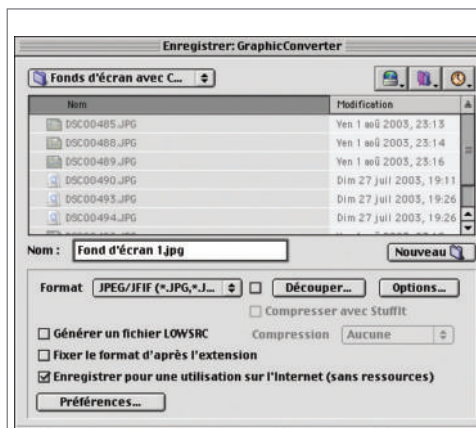 Enregistrer: GraphicConverter
Fonds d'écran avec C...
Nom Modification
DSC00485.JPG Ven 1 aoû 2003, 23:13
DSC00488.JPG Ven 1 aoû 2003, 23:14
DSC00489.JPG Ven 1 aoû 2003, 23:16
DSC00490.JPG Dim 27 juil 2003, 19:11
DSC00493.JPG Dim 27 juil 2003, 19:26
DSC00494.JPG Dim 27 juil 2003, 19:26
Nom : Fond d'écran 1.jpg Nouveau
Format JPEG/JFIF (*.JPG,*.J... Découper... Options...
Compresser avec StuffIt
Générer un fichier LOWSRC Compression Aucune
Fixer le format d'après l'extension
Enregistrer pour une utilisation sur l'Internet (sans ressources)
Préférences...